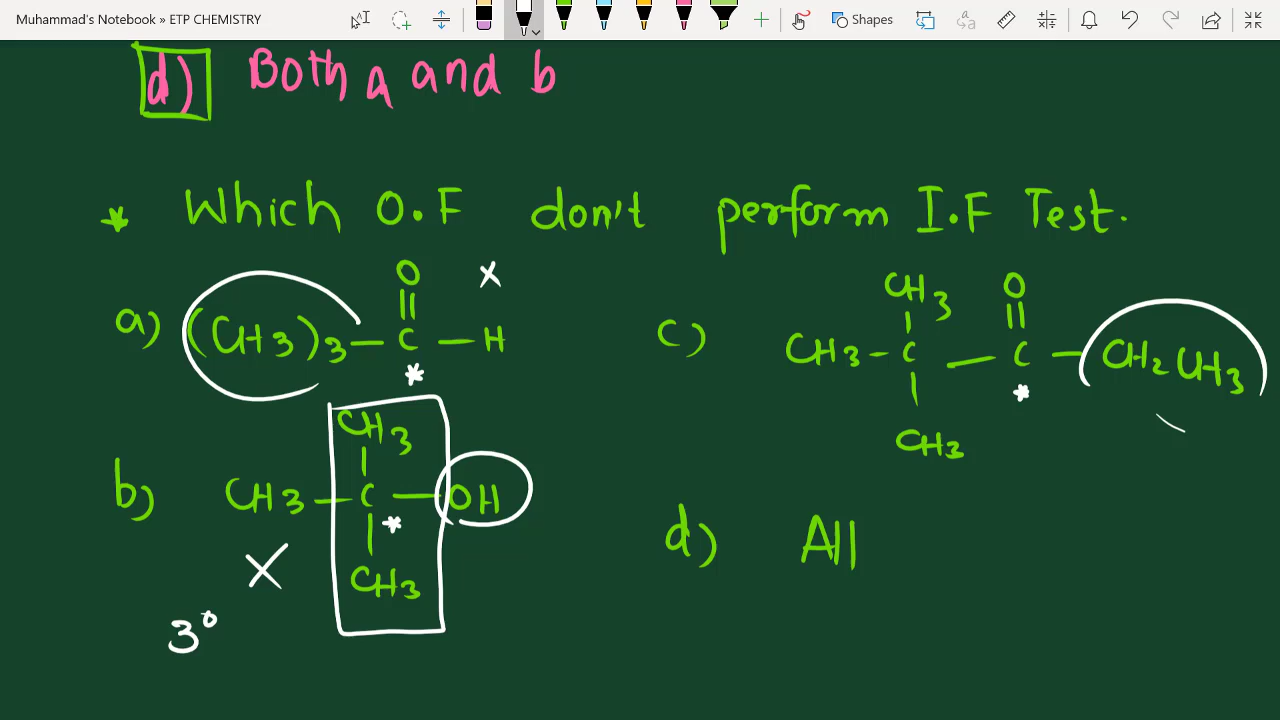 Muhammad's Notebook » ETP CHEMISTRY
Shapes
d) Both a and b
* Which O.F don't perform I.F Test.
a) (CH3)3 — C — H
O
×
*
b) CH3 — C — OH
CH3
CH3
*
×
3°
c) CH3 - C — C — CH2CH3
CH3
O
CH3
*
d) All